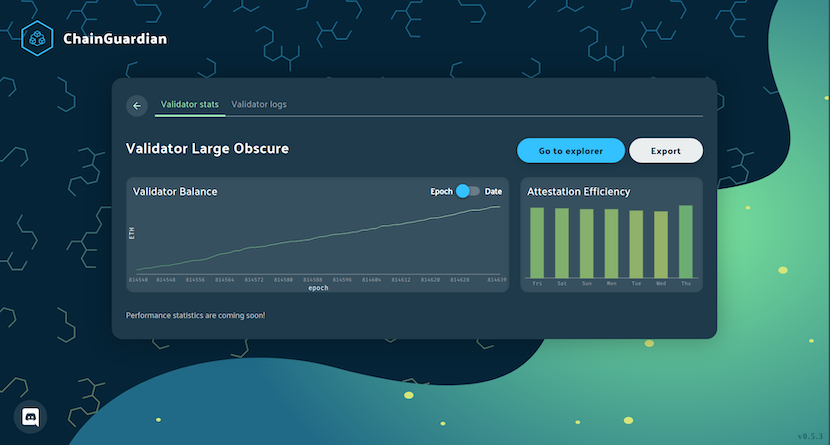 ChainGuardian
Validator stats
Validator logs
Validator Large Obscure
Go to explorer
Export
Validator Balance
Epoch
Date
ETH
814540 814548 814556 814564 814572 814580 814588 814596 814604 814612 814620 814628 814639
epoch
Attestation Efficiency
Fri Sat Sun Mon Tue Wed Thu
Performance statistics are coming soon!
v0.5.3